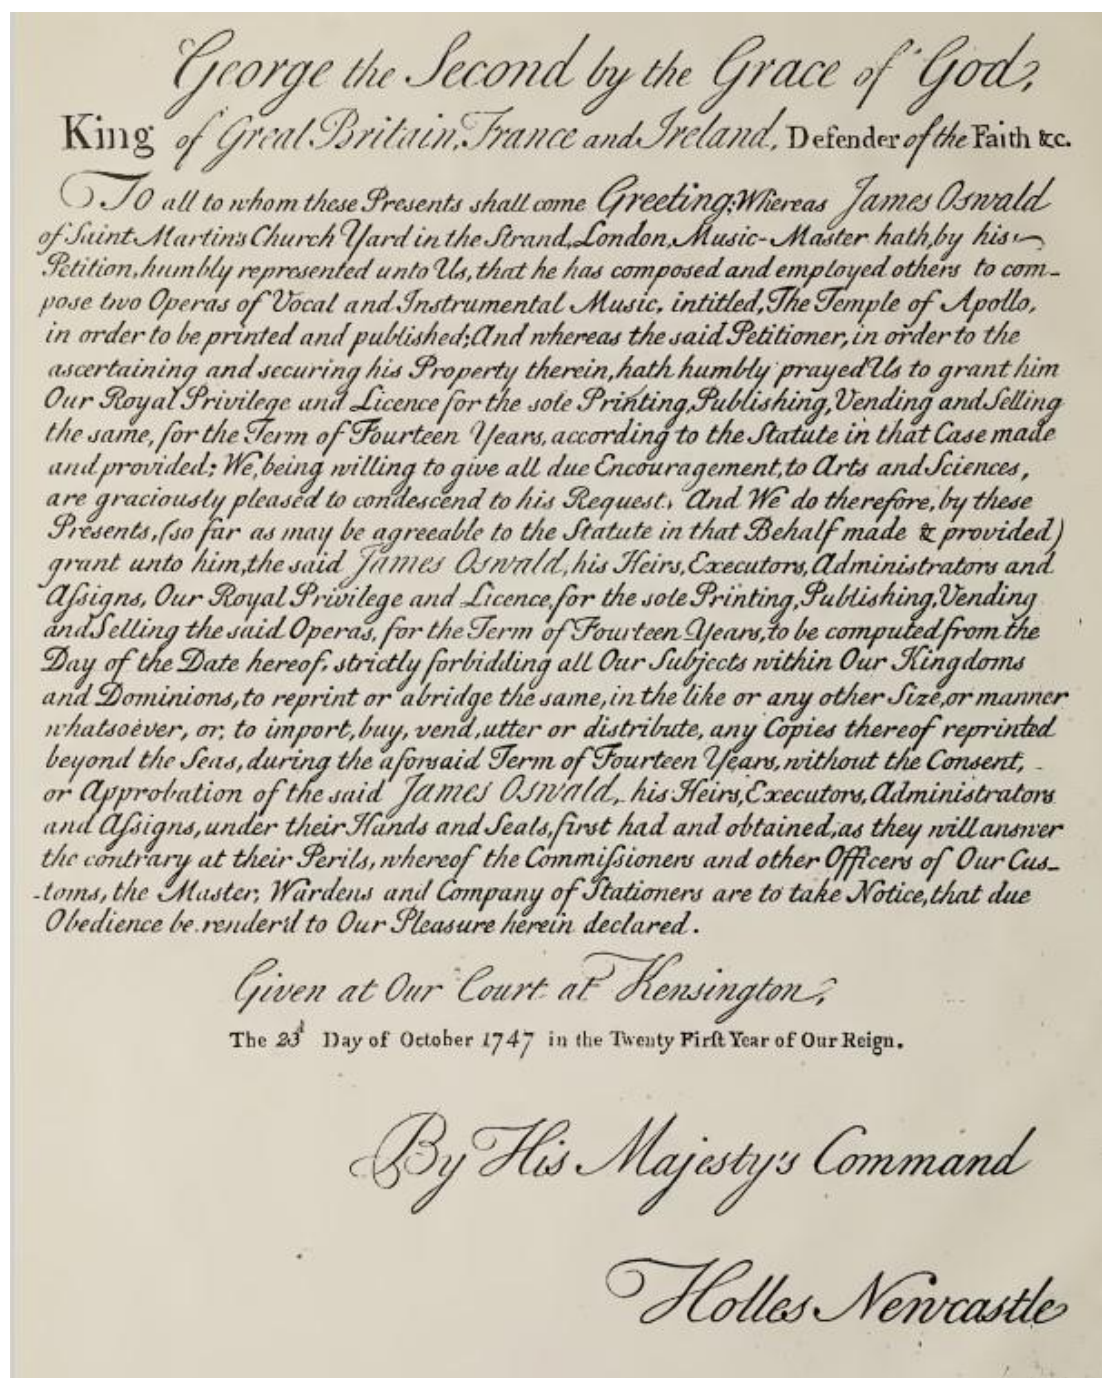 George the Second by the Grace of God,
King of Great Britain, France and Ireland, Defender of the Faith &c.
To all to whom these Presents shall come Greeting; Whereas James Oswald
of Saint Martin's Church Yard in the Strand, London, Music-Master hath, by his
Petition, humbly represented unto Us, that he has composed and employed others to com-
pose two Operas of Vocal and Instrumental Music, intitled, The Temple of Apollo,
in order to be printed and published; And whereas the said Petitioner, in order to the
ascertaining and securing his Property therein, hath humbly prayed Us to grant him
Our Royal Privilege and Licence for the sole Printing, Publishing, Vending and Selling
the same, for the Term of Fourteen Years, according to the Statute in that Case made
and provided: We, being willing to give all due Encouragement, to Arts and Sciences,
are graciously pleased to condescend to his Request. And We do therefore, by these
Presents, (so far as may be agreeable to the Statute in that Behalf made & provided)
grant unto him, the said James Oswald, his Heirs, Executors, Administrators and
Aſsigns, Our Royal Privilege and Licence, for the sole Printing, Publishing, Vending
and Selling the said Operas, for the Term of Fourteen Years, to be computed from the
Day of the Date hereof, strictly forbidding all Our Subjects within Our Kingdoms
and Dominions, to reprint or abridge the same, in the like or any other Size, or manner
whatsoever, or, to import, buy, vend, utter or distribute, any Copies thereof reprinted
beyond the Seas, during the aforsaid Term of Fourteen Years, without the Consent,
or Approbation of the said James Oswald, his Heirs, Executors, Administrators
and Aſsigns, under their Hands and Seals, first had and obtained, as they will answer
the contrary at their Perils, whereof the Commiſsioners and other Officers of Our Cus-
-toms, the Master, Wardens and Company of Stationers are to take Notice, that due
Obedience be render'd to Our Pleasure herein declared.
Given at Our Court at Kensington,
The 23d Day of October 1747 in the Twenty Firſt Year of Our Reign.
By His Majesty's Command
Holles Newcastle